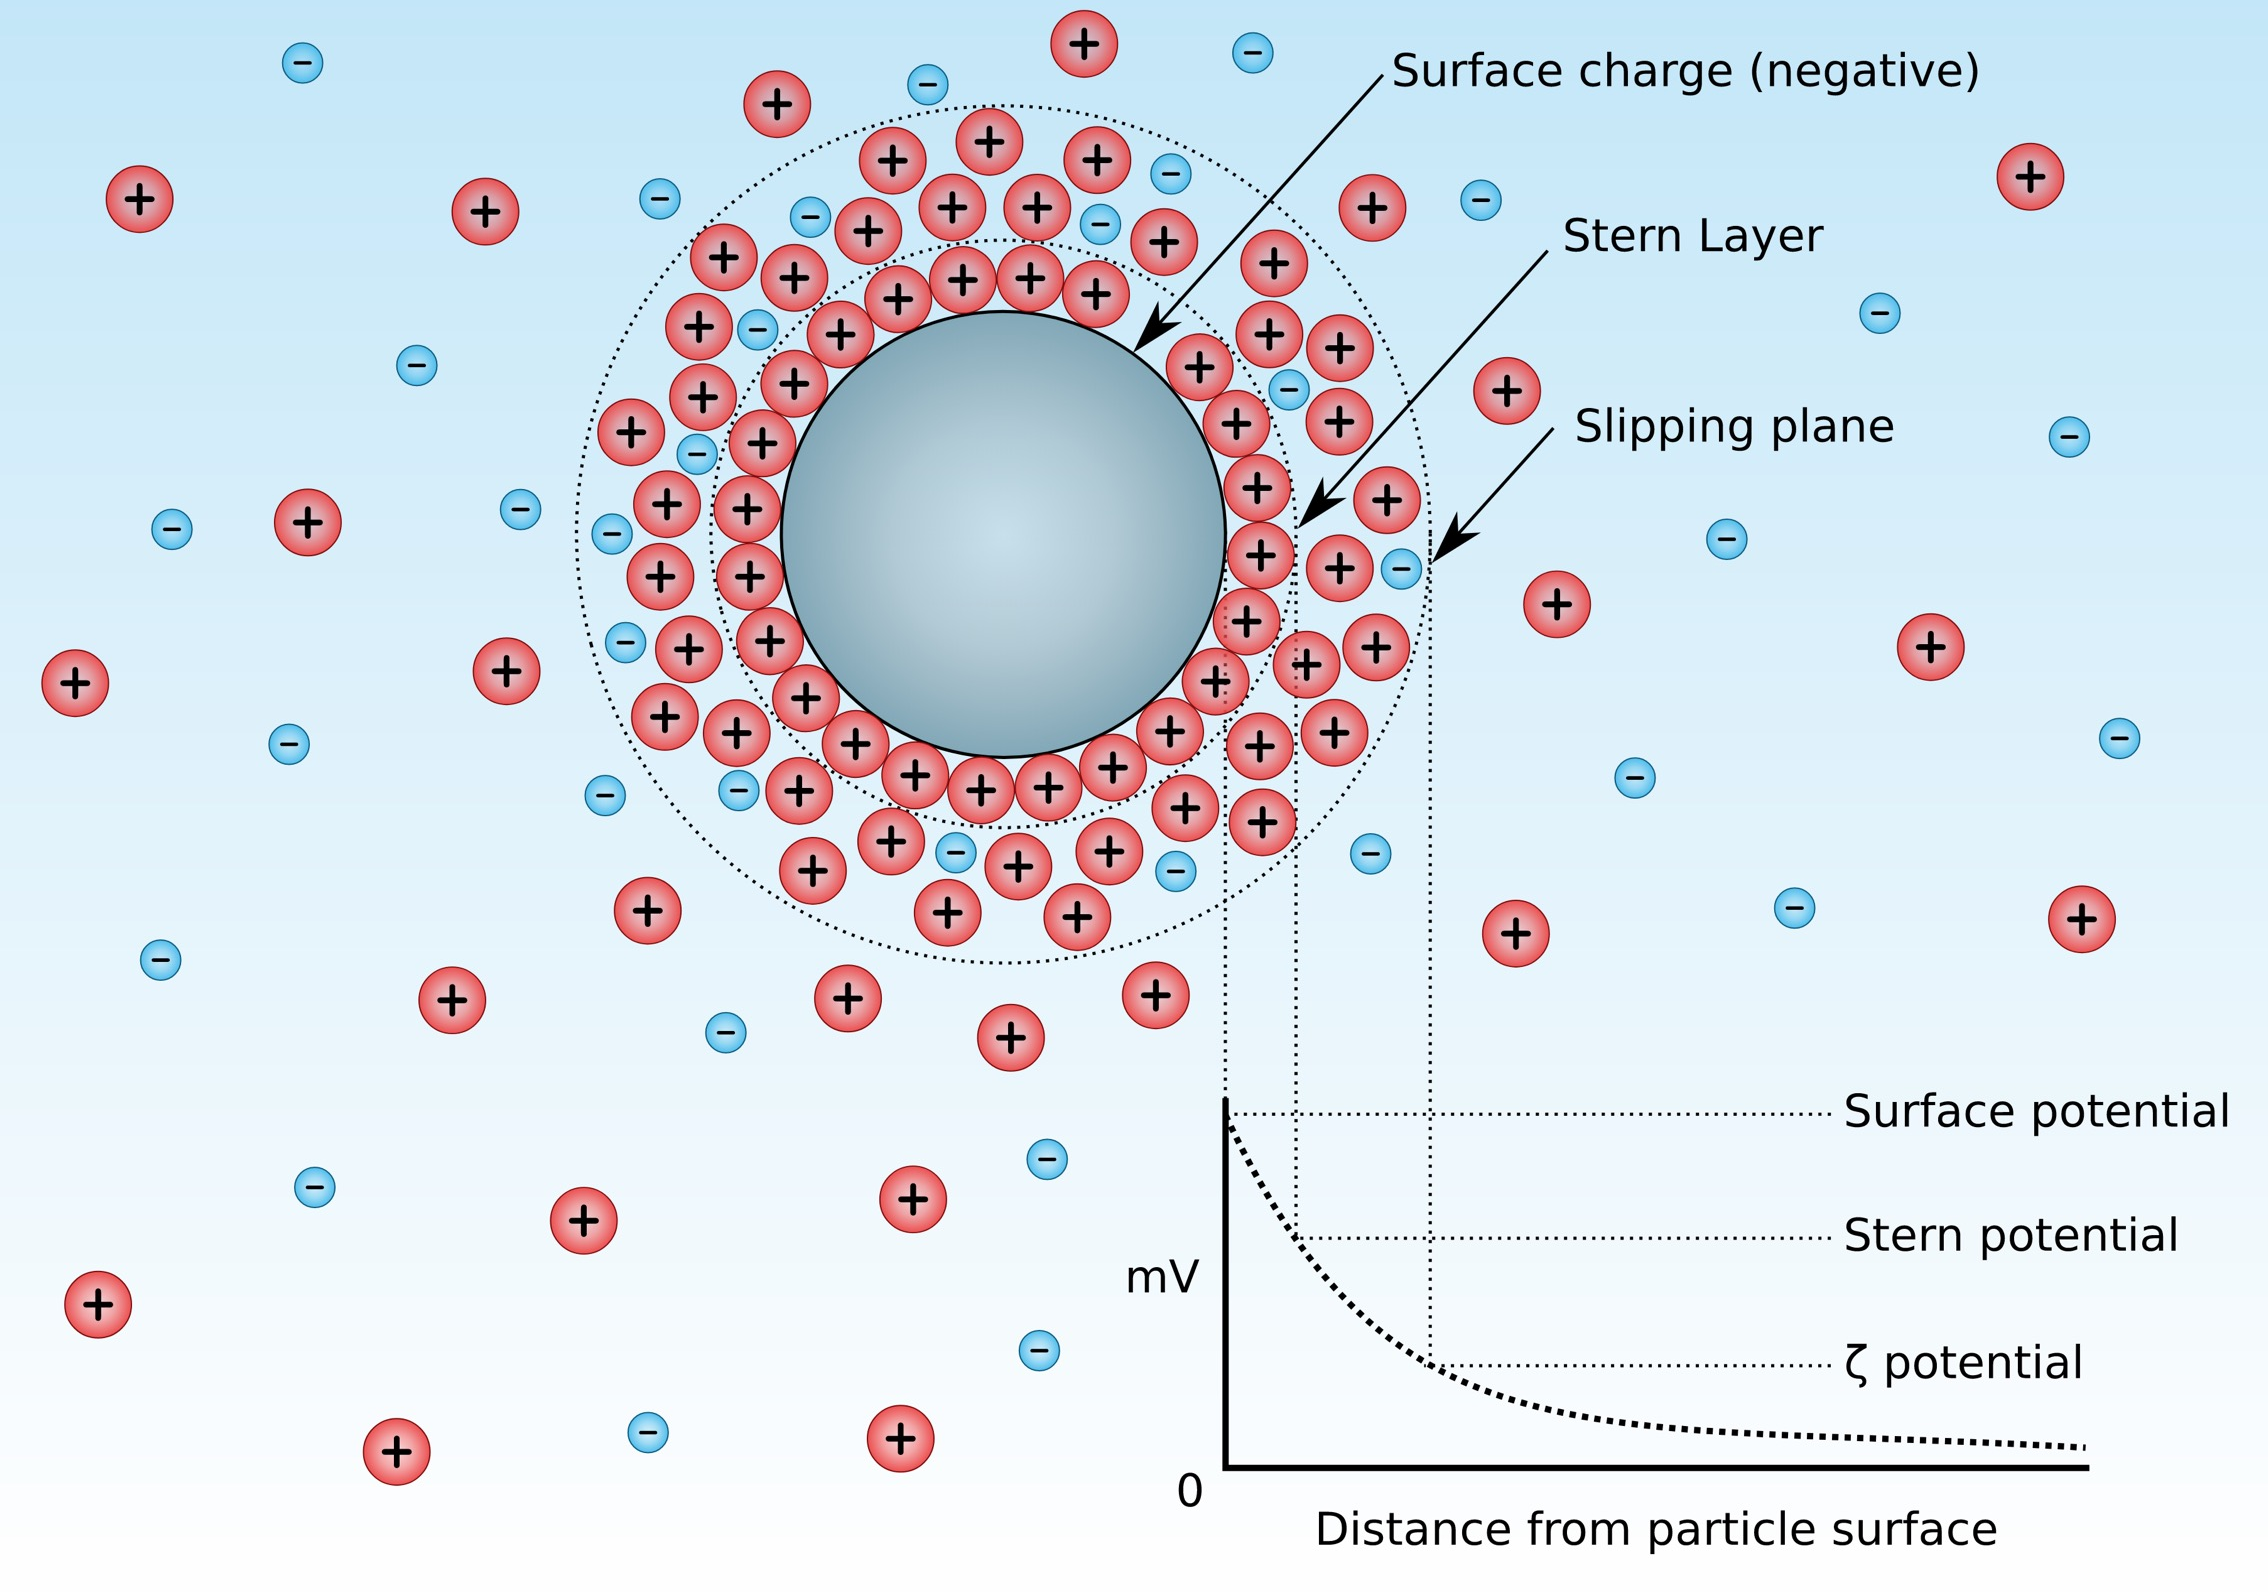 Surface charge (negative)
Stern Layer
Slipping plane
Surface potential
Stern potential
mV
ζ potential
0
Distance from particle surface